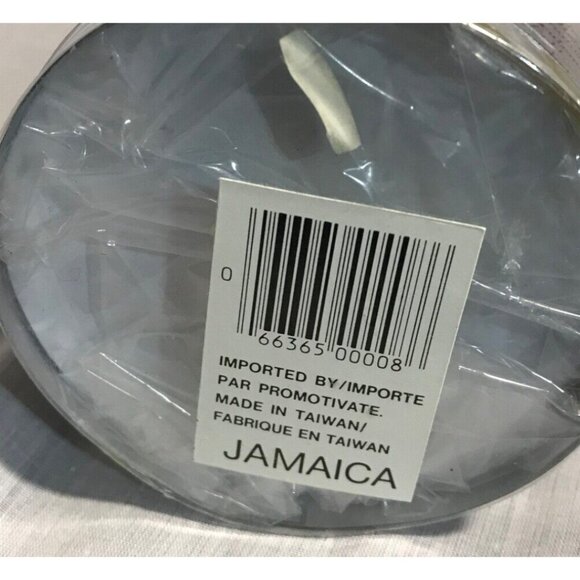 0
66365 00008
IMPORTED BY/IMPORTE
PAR PROMOTIVATE.
MADE IN TAIWAN/
FABRIQUE EN TAIWAN
JAMAICA